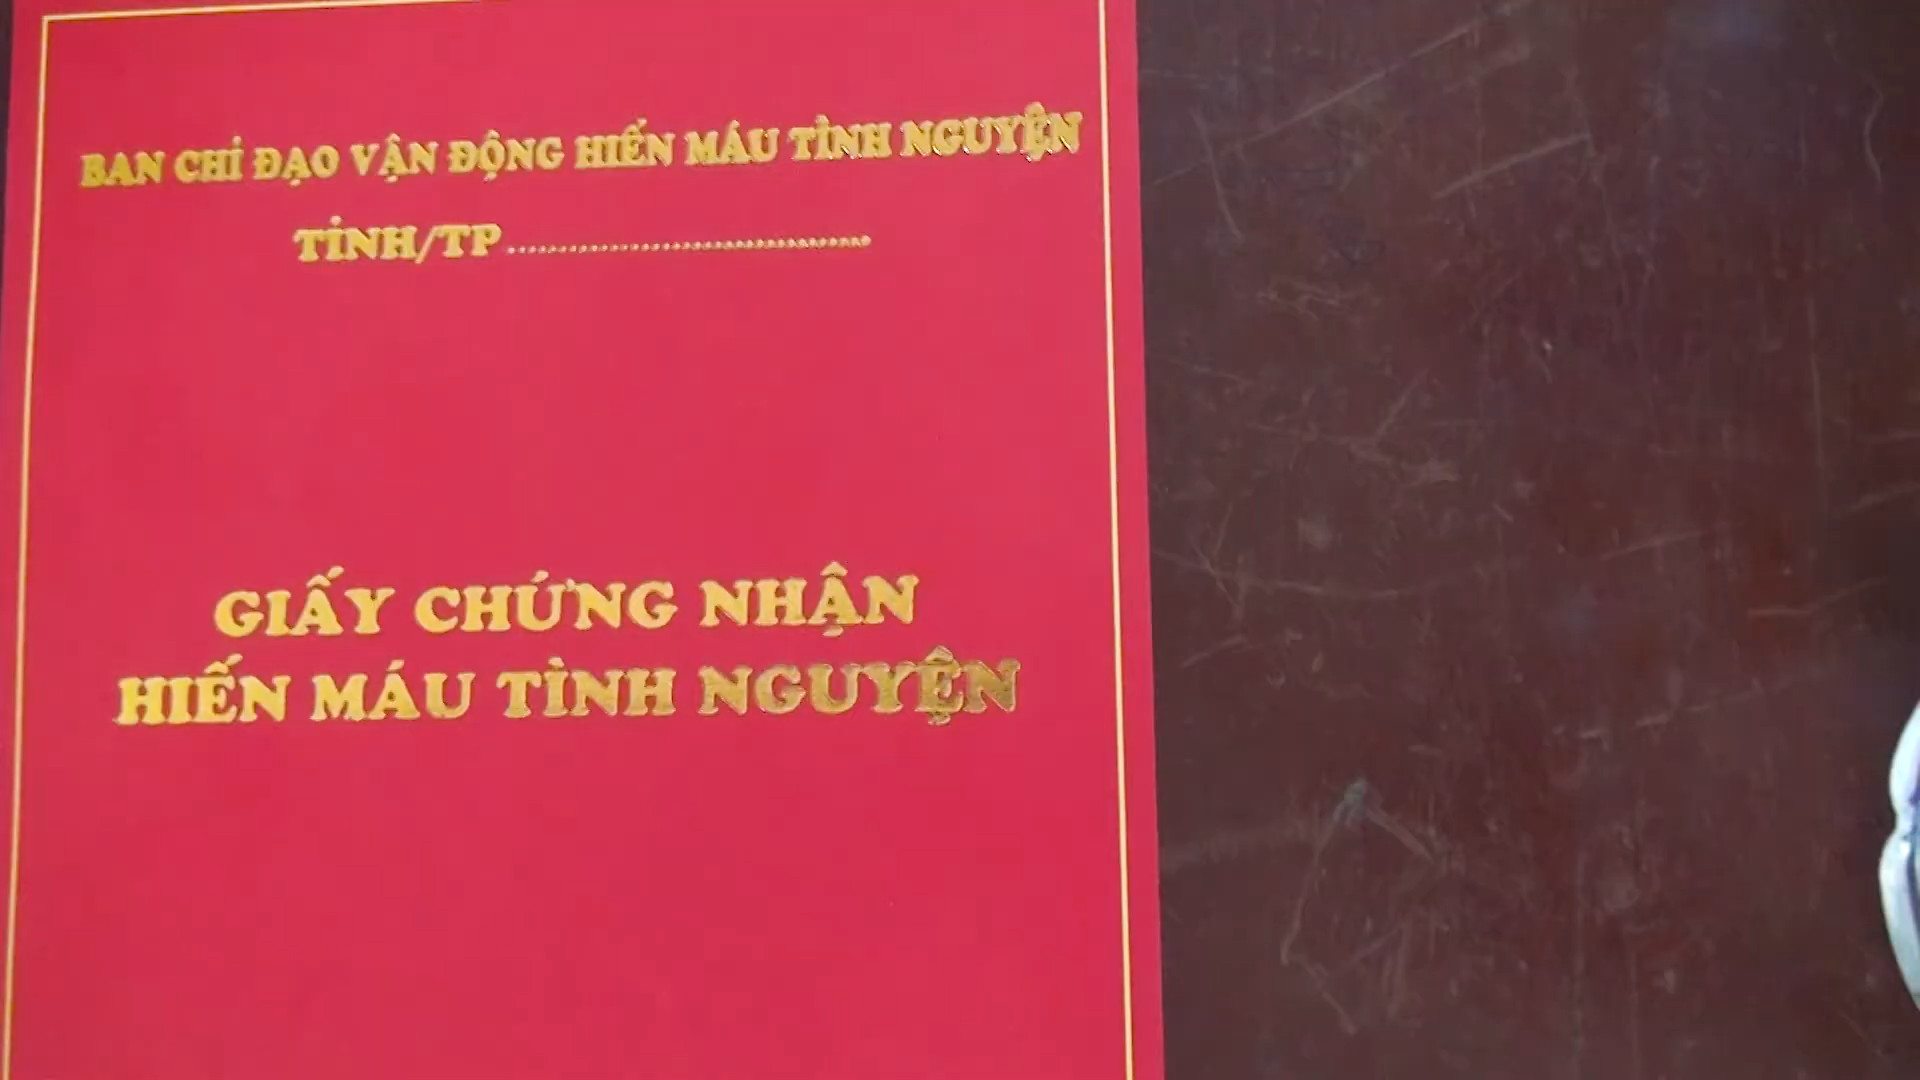 BAN CHỈ ĐẠO VẬN ĐỘNG HIẾN MÁU TÌNH NGUYỆN
TỈNH/TP........................................
GIẤY CHỨNG NHẬN
HIẾN MÁU TÌNH NGUYỆN